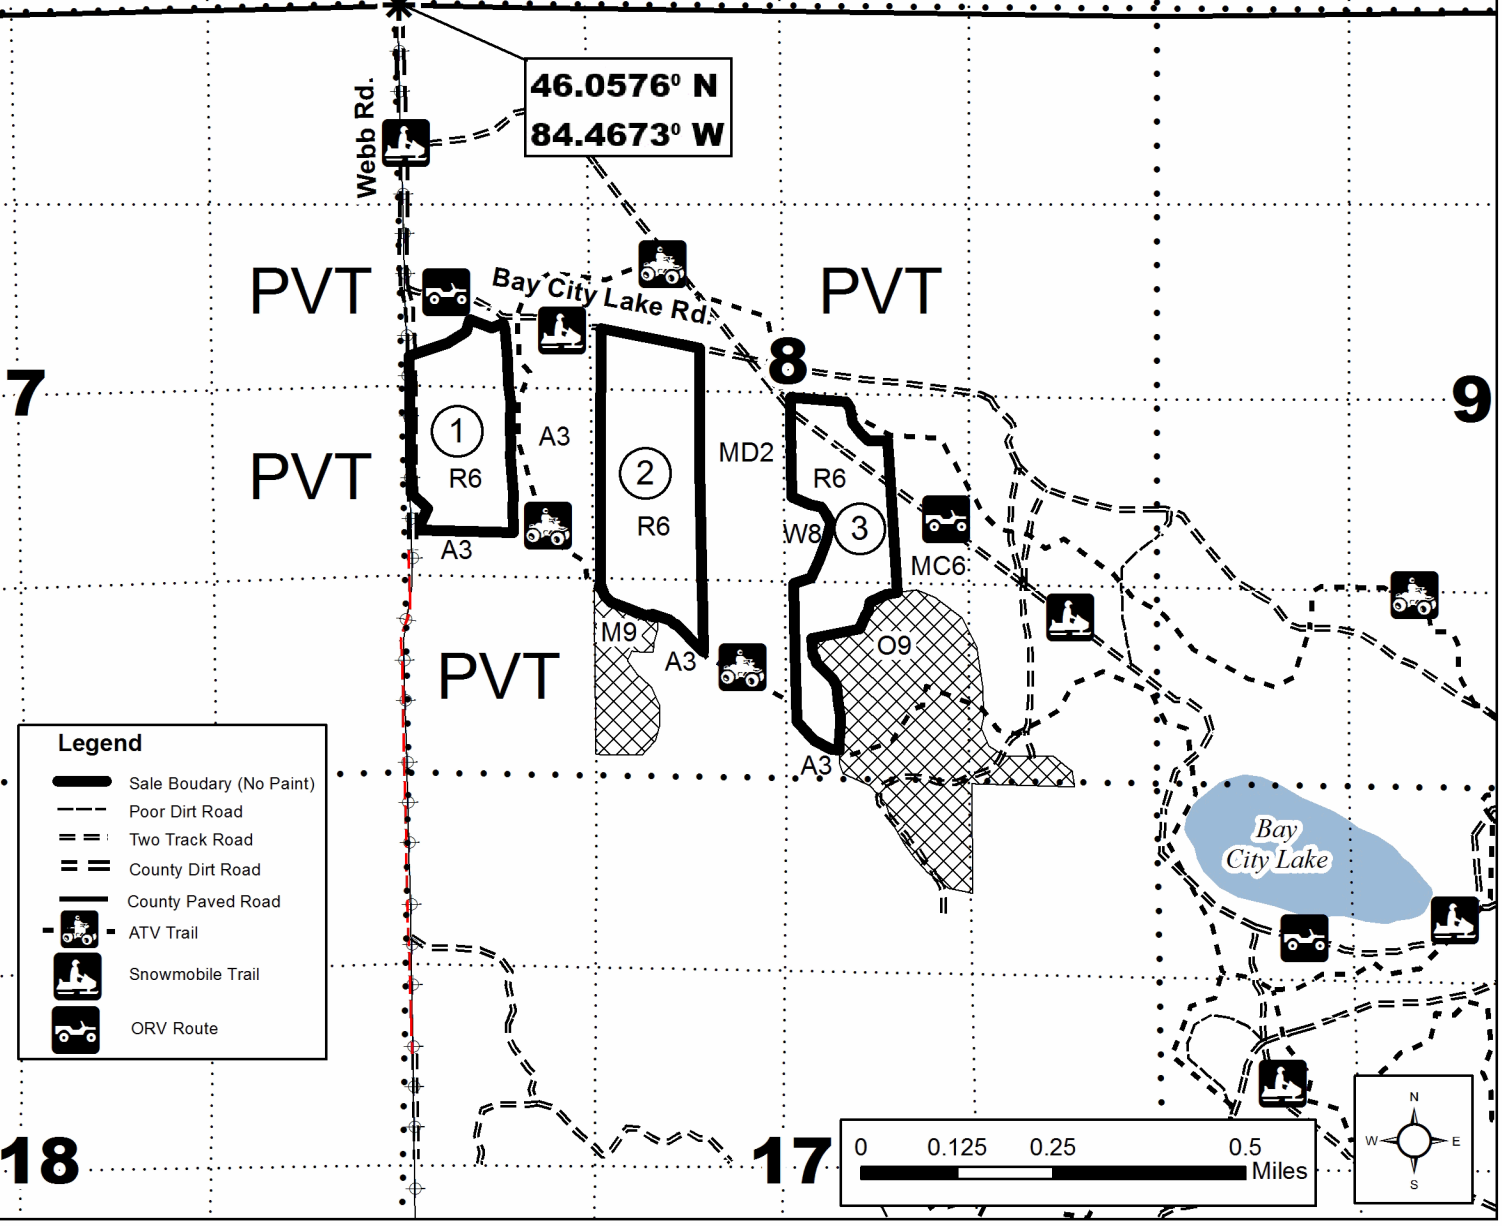 46.0576⁰ N
84.4673⁰ W
Webb Rd.
PVT
Bay City Lake Rd.
PVT
8
7
9
1
A3
MD2
PVT
2
R6
R6
R6
3
W8
A3
MC6
M9
O9
A3
PVT
A3
Legend
Sale Boudary (No Paint)
Poor Dirt Road
Two Track Road
County Dirt Road
County Paved Road
ATV Trail
Snowmobile Trail
ORV Route
Bay
City Lake
18
17
0 0.125 0.25 0.5
Miles
N
W E
S